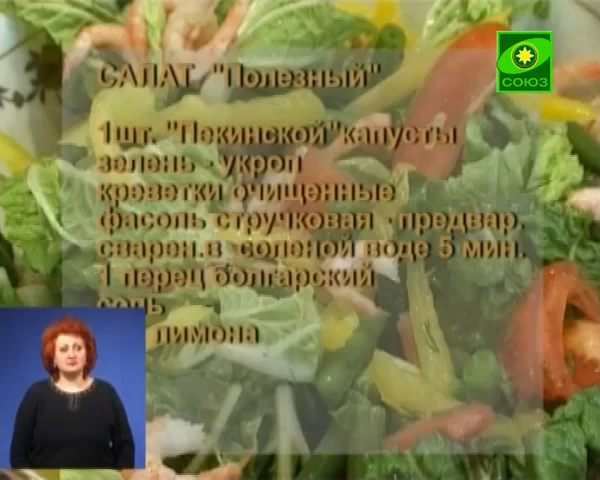 СОЮЗ
САЛАТ "Полезный"
1шт. "Пекинской"капусты
зелень - укроп
креветки очищенные
фасоль стручковая - предвар.
сварен.в соленой воде 5 мин.
1 перец болгарский
соль
лимона